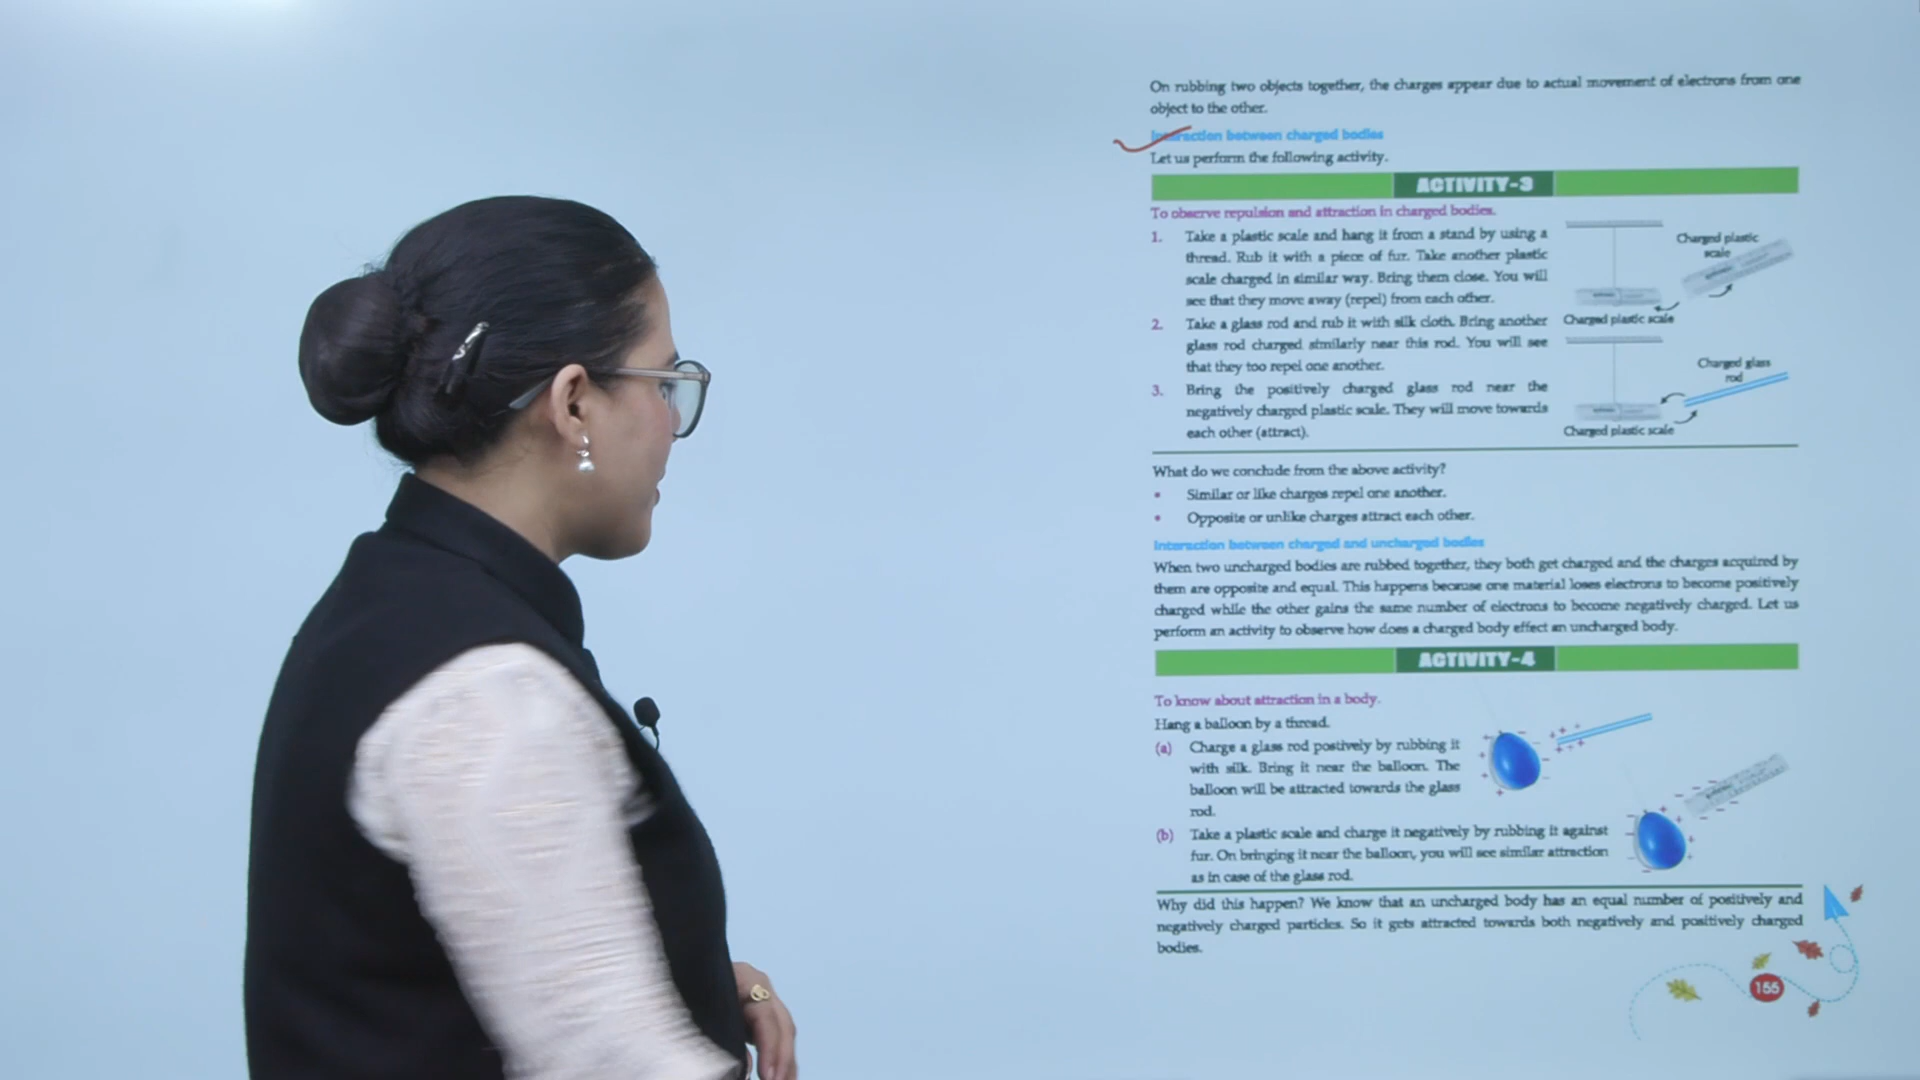 On rubbing two objects together, the charges appear due to actual movement of electrons from one
object to the other.
Interaction between charged bodies
Let us perform the following activity.
ACTIVITY-3
To observe repulsion and attraction in charged bodies.
1. Take a plastic scale and hang it from a stand by using a
thread. Rub it with a piece of fur. Take another plastic
scale charged in similar way. Bring them close. You will
see that they move away (repel) from each other.
Charged plastic
scale
Charged plastic scale
2. Take a glass rod and rub it with silk cloth. Bring another
glass rod charged similarly near this rod. You will see
that they too repel one another.
3. Bring the positively charged glass rod near the
negatively charged plastic scale. They will move towards
each other (attract).
Charged glass
rod
Charged plastic scale
What do we conclude from the above activity?
• Similar or like charges repel one another.
• Opposite or unlike charges attract each other.
Interaction between charged and uncharged bodies
When two uncharged bodies are rubbed together, they both get charged and the charges acquired by
them are opposite and equal. This happens because one material loses electrons to become positively
charged while the other gains the same number of electrons to become negatively charged. Let us
perform an activity to observe how does a charged body effect an uncharged body.
ACTIVITY-4
To know about attraction in a body.
Hang a balloon by a thread.
(a) Charge a glass rod postively by rubbing it
with silk. Bring it near the balloon. The
balloon will be attracted towards the glass
rod.
(b) Take a plastic scale and charge it negatively by rubbing it against
fur. On bringing it near the balloon, you will see similar attraction
as in case of the glass rod.
Why did this happen? We know that an uncharged body has an equal number of positively and
negatively charged particles. So it gets attracted towards both negatively and positively charged
bodies.
155